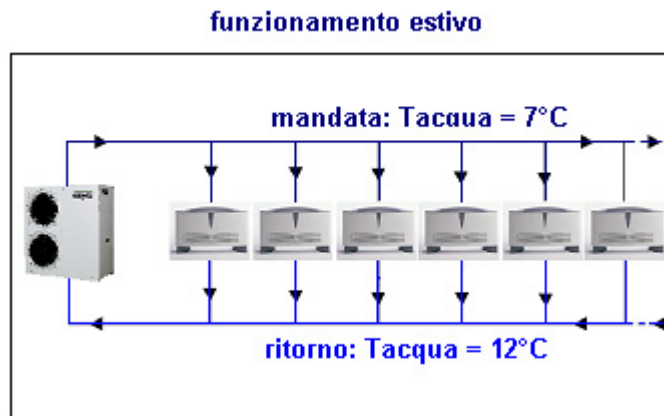 funzionamento estivo
mandata: Tacqua = 7°C
ritorno: Tacqua = 12°C